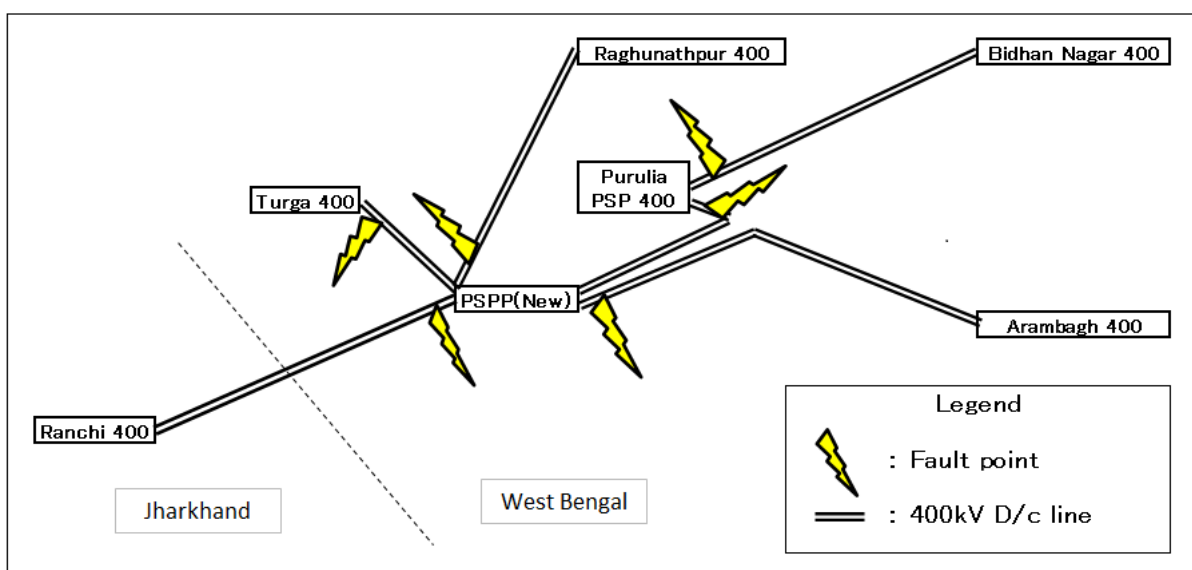 Raghunathpur 400
Bidhan Nagar 400
Purulia
PSP 400
Turga 400
PSPP(New)
Arambagh 400
Ranchi 400
Jharkhand
West Bengal
Legend
: Fault point
: 400kV D/c line